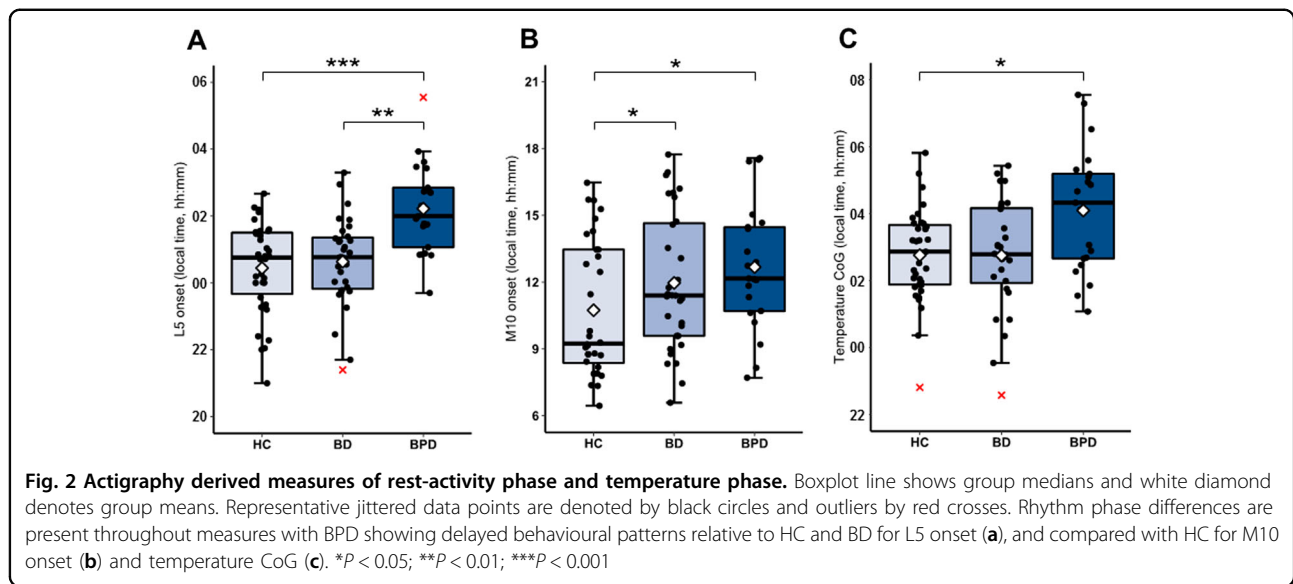 A
***
**
L5 onset (local time, hh:mm)
06
04
02
00
22
20
HC BD BPD
B
*
*
M10 onset (local time, hh:mm)
21
18
15
12
9
6
HC BD BPD
C
*
Temperature CoG (local time, hh:mm)
08
06
04
02
00
22
HC BD BPD
Fig. 2 Actigraphy derived measures of rest-activity phase and temperature phase. Boxplot line shows group medians and white diamond
denotes group means. Representative jittered data points are denoted by black circles and outliers by red crosses. Rhythm phase differences are
present throughout measures with BPD showing delayed behavioural patterns relative to HC and BD for L5 onset (a), and compared with HC for M10
onset (b) and temperature CoG (c). *P < 0.05; **P < 0.01; ***P < 0.001